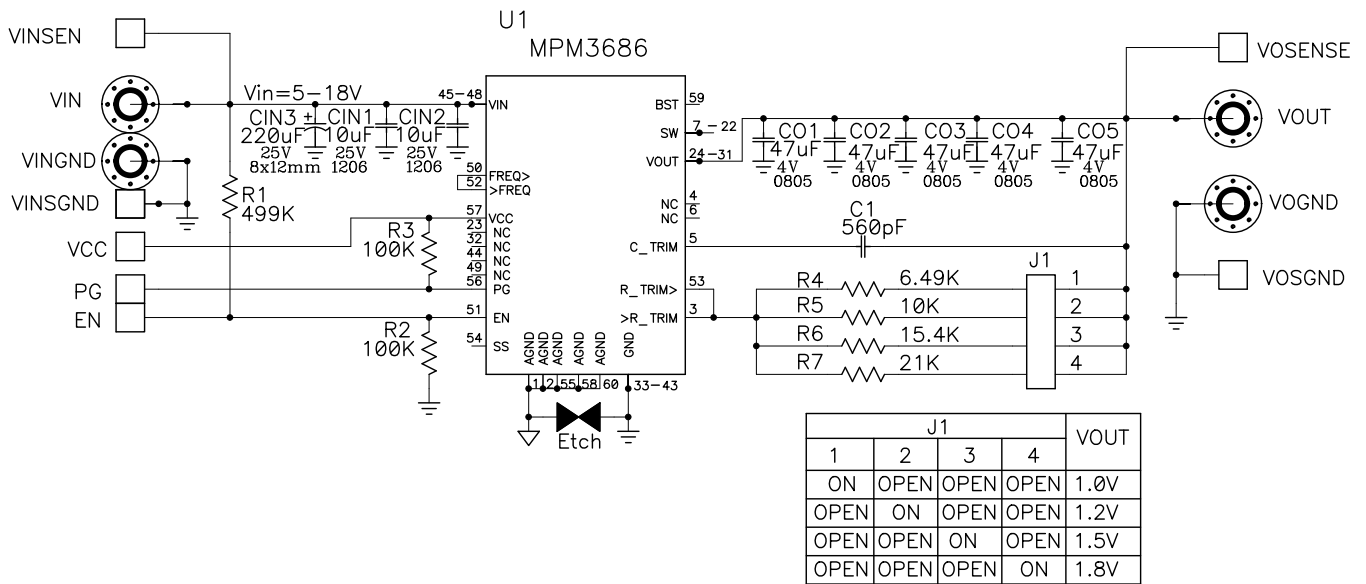 U1
MPM3686
VINSEN
VIN
VINGND
VINSGND
VCC
PG
EN
Vin=5-18V
CIN3
220uF
25V
8x12mm
+
CIN1
10uF
25V
1206
CIN2
10uF
25V
1206
R1
499K
R3
100K
R2
100K
45-48
50
52
57
23
32
44
49
56
51
54
VIN
FREQ>
>FREQ
VCC
NC
NC
NC
NC
PG
EN
SS
AGND
AGND
AGND
AGND
AGND
GND
1
2
55
58
60
33-43
Etch
BST
SW
VOUT
NC
NC
C_TRIM
R_TRIM>
>R_TRIM
59
7-22
24-31
4
6
5
53
3
CO1
47uF
4V
0805
CO2
47uF
4V
0805
CO3
47uF
4V
0805
CO4
47uF
4V
0805
CO5
47uF
4V
0805
C1
560pF
R4 6.49K
R5 10K
R6 15.4K
R7 21K
J1
1
2
3
4
VOSENSE
VOUT
VOGND
VOSGND
J1 VOUT
1 2 3 4
ON OPEN OPEN OPEN 1.0V
OPEN ON OPEN OPEN 1.2V
OPEN OPEN ON OPEN 1.5V
OPEN OPEN OPEN ON 1.8V